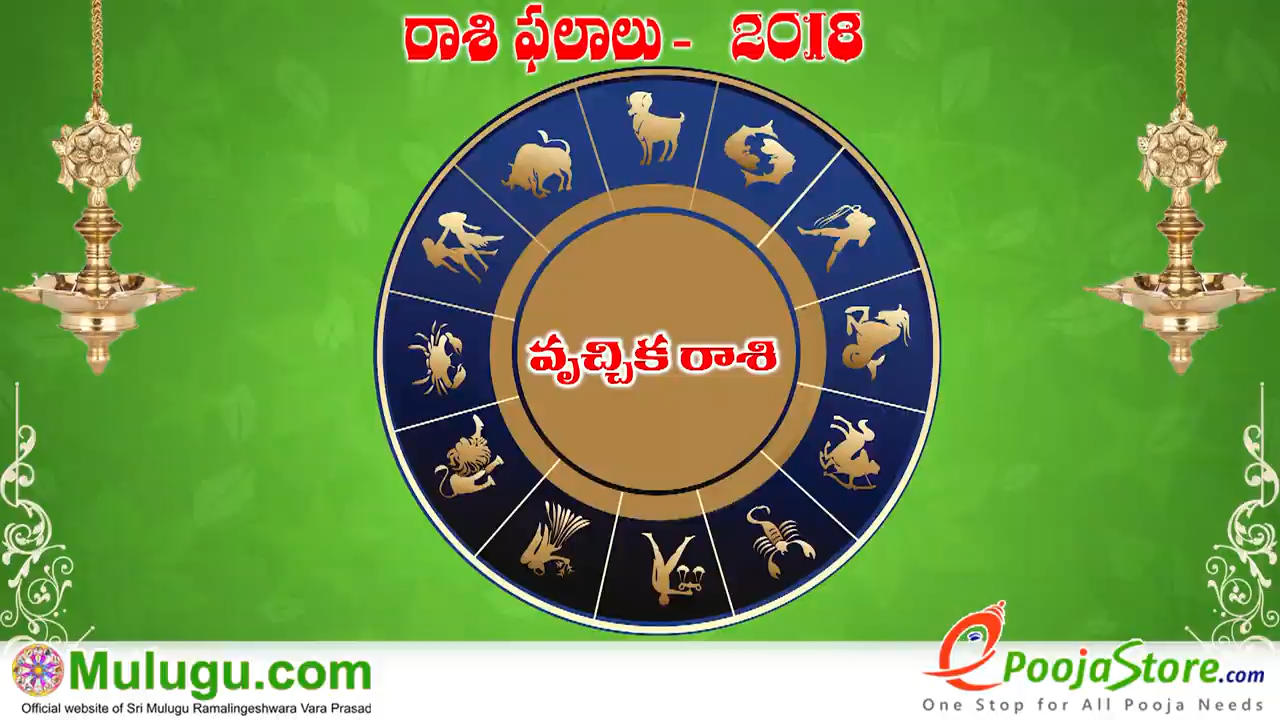 రాశి ఫలాలు - 2018
వృచ్చిక రాశి
Mulugu.com
Official website of Sri Mulugu Ramalingeshwara Vara Prasad
ePoojaStore.com
One Stop for All Pooja Needs